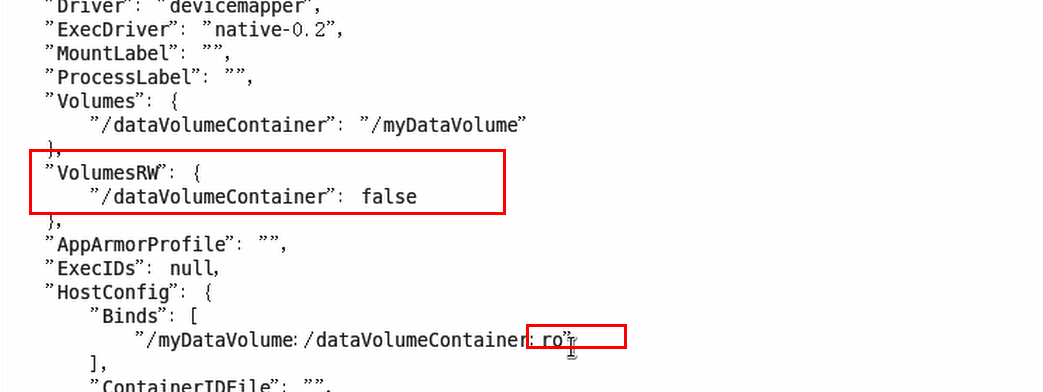 "Driver": "devicemapper",
"ExecDriver": "native-0.2",
"MountLabel": "",
"ProcessLabel": "",
"Volumes": {
"/dataVolumeContainer": "/myDataVolume"
},
"VolumesRW": {
"/dataVolumeContainer": false
},
"AppArmorProfile": "",
"ExecIDs": null,
"HostConfig": {
"Binds": [
"/myDataVolume:/dataVolumeContainer:ro"
],
"ContainerIDFile": "",